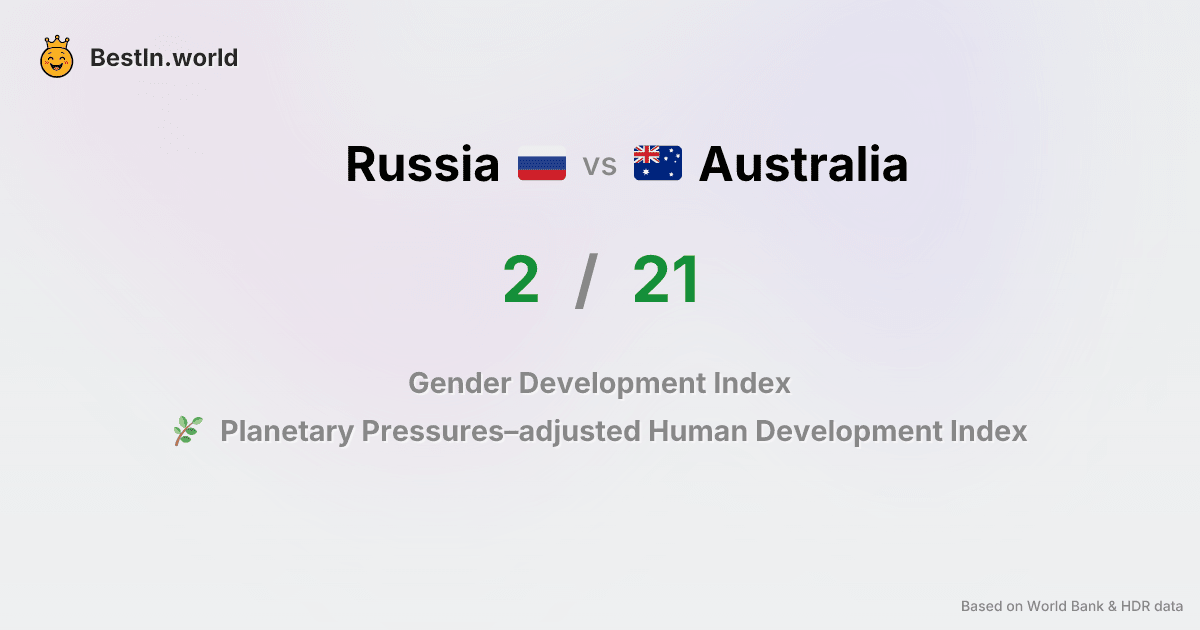 BestIn.world
Russia vs Australia
2 / 21
Gender Development Index
Planetary Pressures–adjusted Human Development Index
Based on World Bank & HDR data